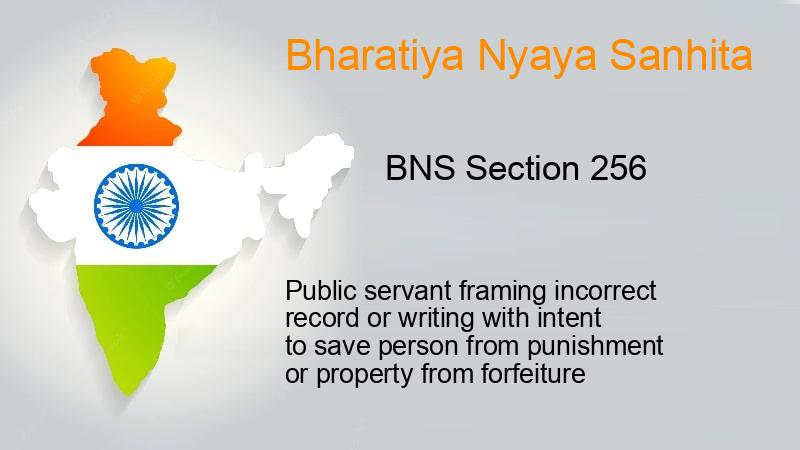 Bharatiya Nyaya Sanhita
BNS Section 256
Public servant framing incorrect
record or writing with intent
to save person from punishment
or property from forfeiture